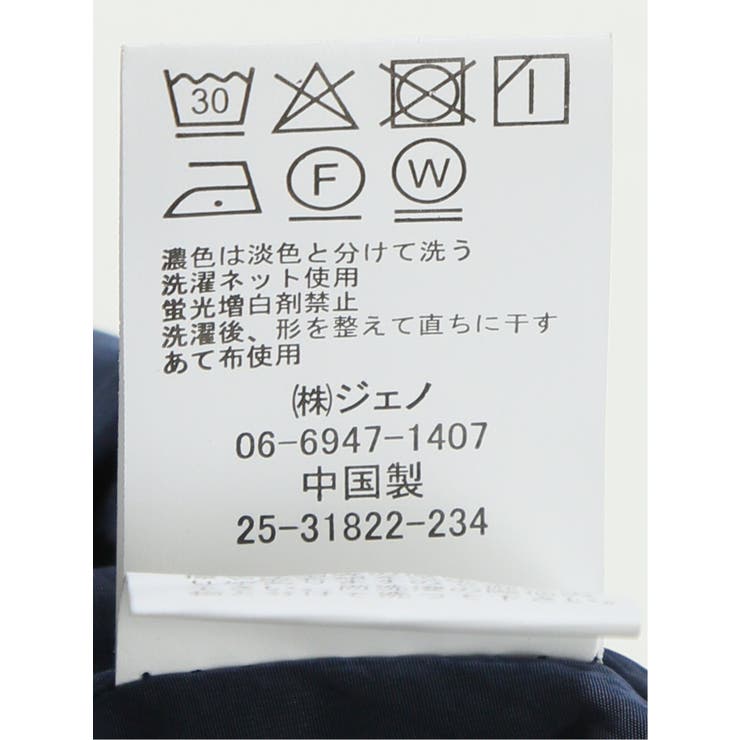 30
F W
濃色は淡色と分けて洗う
洗濯ネット使用
蛍光増白剤禁止
洗濯後、形を整えて直ちに干す
あて布使用
㈱ジェノ
06-6947-1407
中国製
25-31822-234